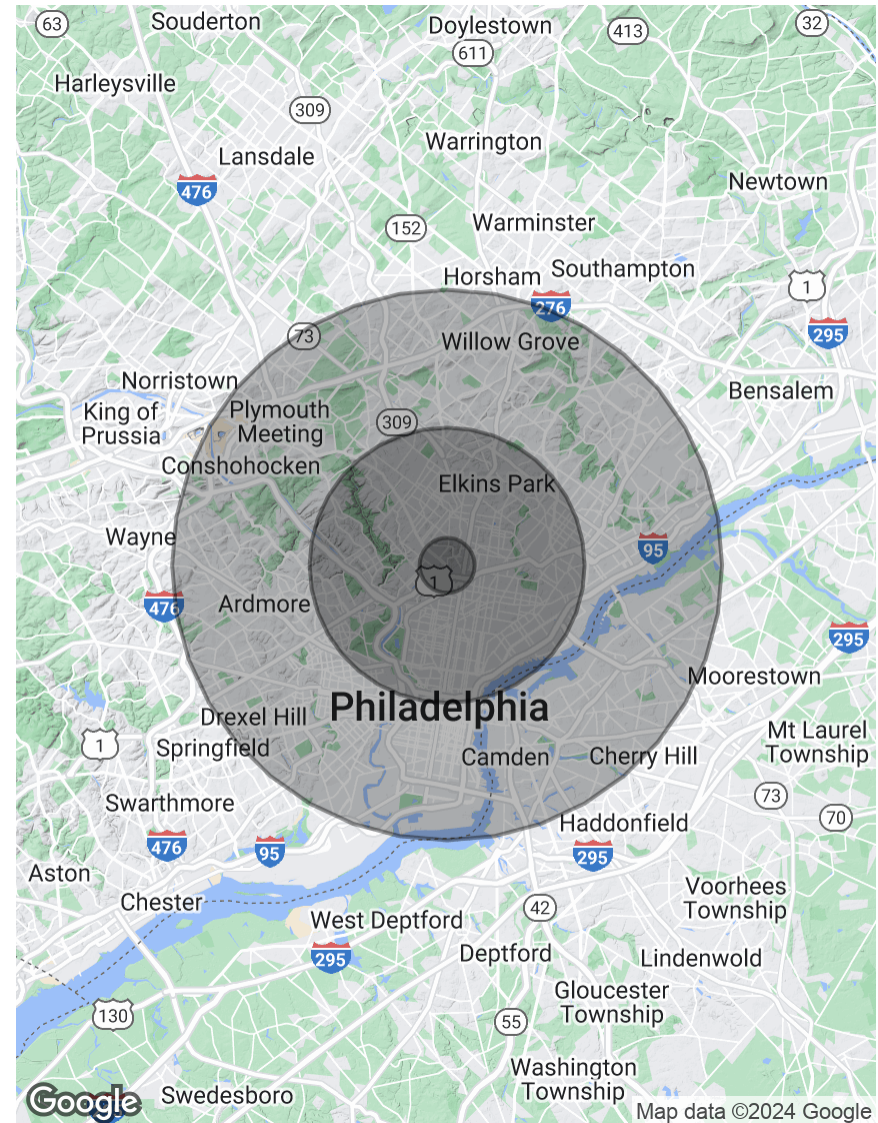 63
Souderton
Doylestown
413
32
611
Harleysville
309
Warrington
Lansdale
476
Newtown
152
Warminster
Horsham
Southampton
1
276
295
73
Willow Grove
Norristown
Bensalem
King of
Prussia
Plymouth
Meeting
309
Conshohocken
Elkins Park
Wayne
95
1
476
Ardmore
295
Moorestown
Philadelphia
Drexel Hill
1
Springfield
Camden
Cherry Hill
Mt Laurel
Township
Swarthmore
73
70
476
95
Haddonfield
295
Aston
Chester
Voorhees
Township
42
West Deptford
295
Deptford
Lindenwold
Gloucester
Township
130
55
Washington
Township
Swedesboro
Google
Map data ©2024 Google